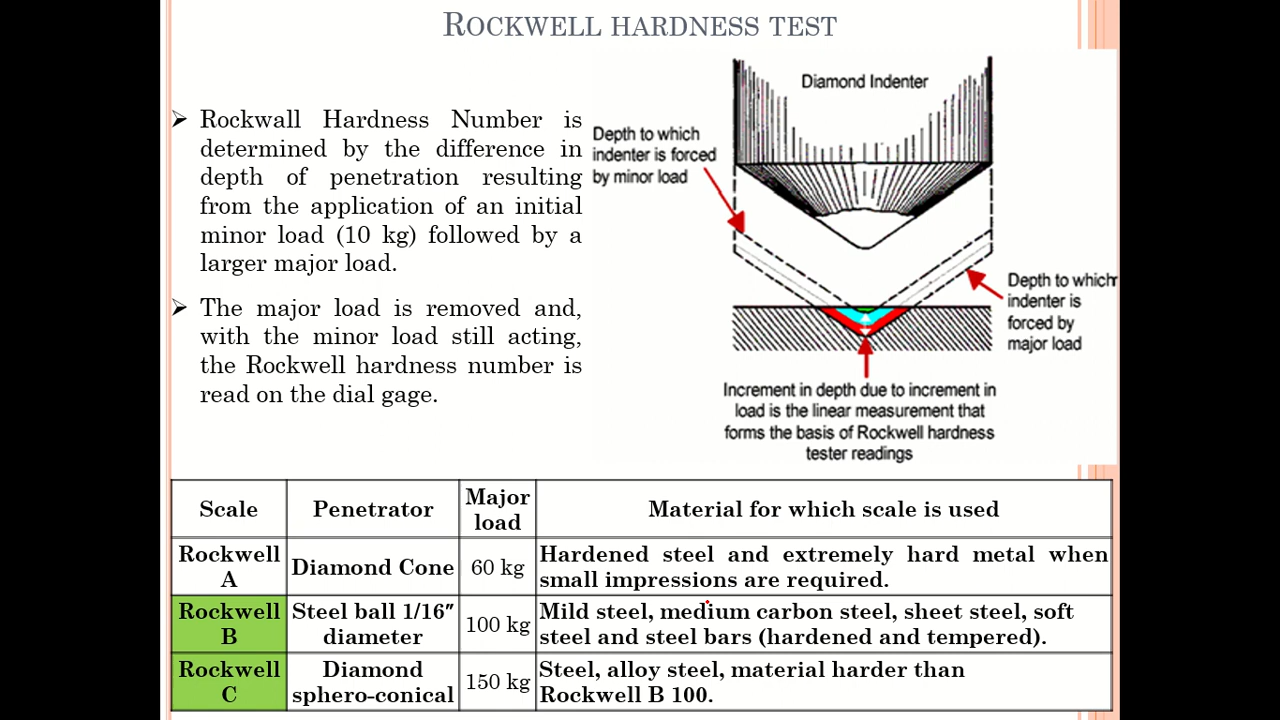 ROCKWELL HARDNESS TEST
➢ Rockwall Hardness Number is
determined by the difference in
depth of penetration resulting
from the application of an initial
minor load (10 kg) followed by a
larger major load.
➢ The major load is removed and,
with the minor load still acting,
the Rockwell hardness number is
read on the dial gage.
Diamond Indenter
Depth to which
indenter is forced
by minor load
Depth to which
indenter is
forced by
major load
Increment in depth due to increment in
load is the linear measurement that
forms the basis of Rockwell hardness
tester readings
Scale
Penetrator
Major
load
Material for which scale is used
Rockwell
A
Diamond Cone
60 kg
Hardened steel and extremely hard metal when
small impressions are required.
Rockwell
B
Steel ball 1/16″
diameter
100 kg
Mild steel, medium carbon steel, sheet steel, soft
steel and steel bars (hardened and tempered).
Rockwell
C
Diamond
sphero-conical
150 kg
Steel, alloy steel, material harder than
Rockwell B 100.